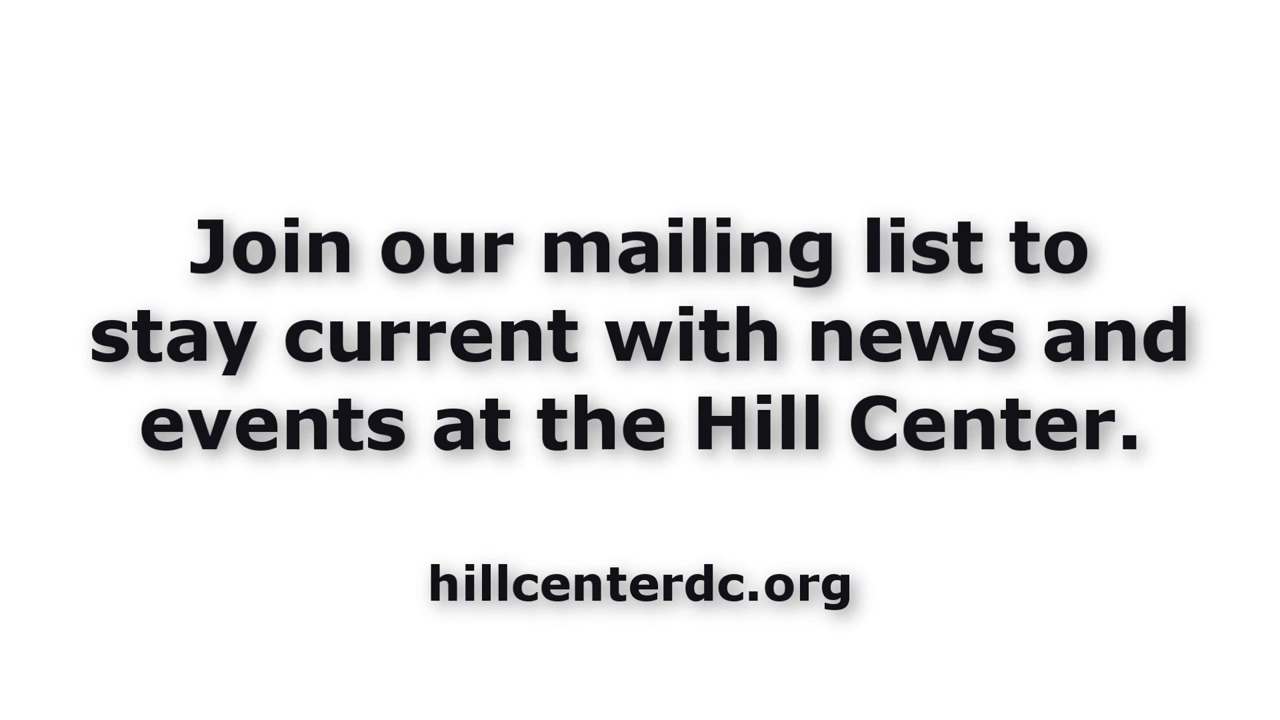 Join our mailing list to
stay current with news and
events at the Hill Center.
hillcenterdc.org